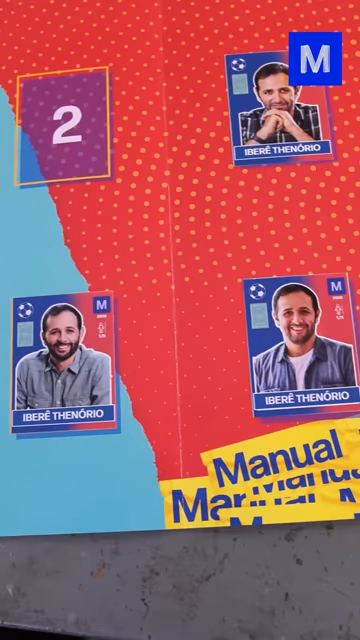 M
2
IBERÊ THENÓRIO
M
IBERÊ THENÓRIO
M
IBERÊ THENÓRIO
Manual
Manual